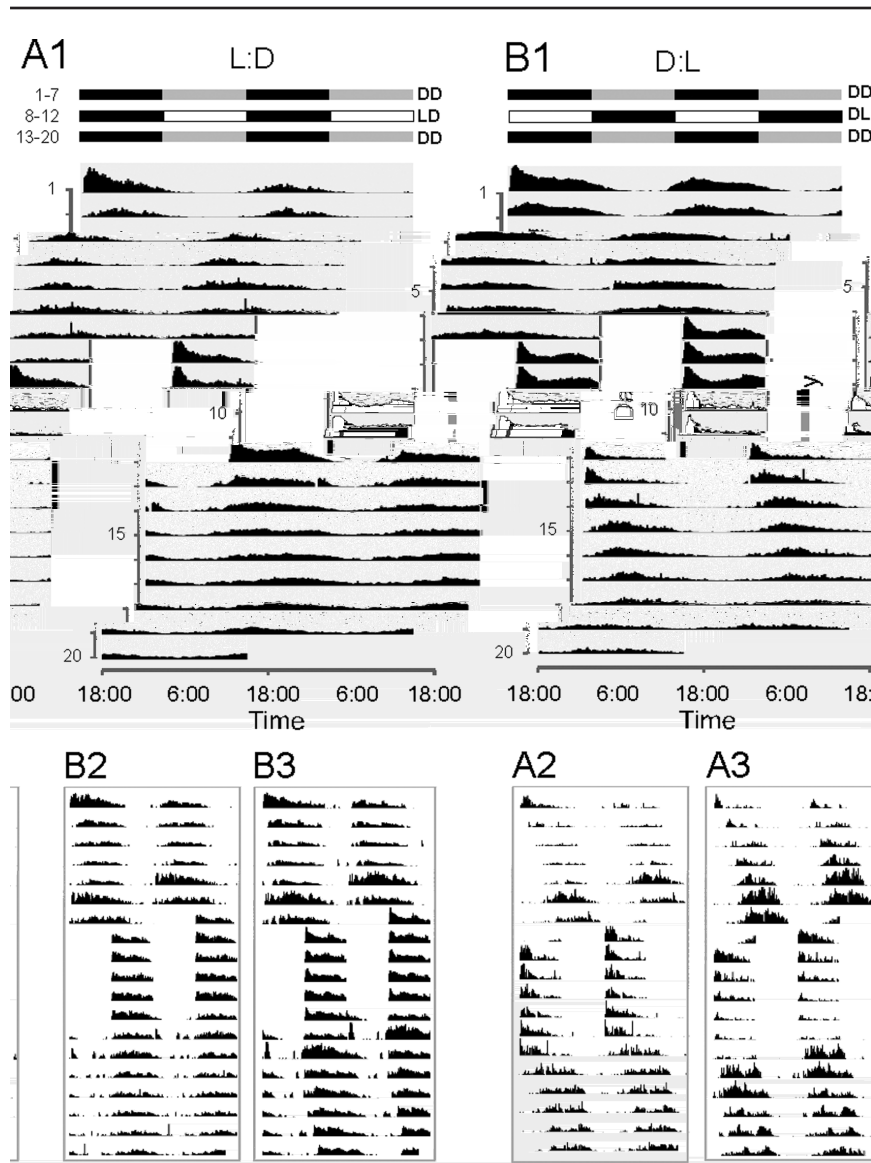 A1 L:D B1 D:L
1-7 DD DD
8-12 LD DL
13-20 DD DD
1 1
5 5
y
10 10
15 15
20 20
00 18:00 6:00 18:00 6:00 18:00 18:00 6:00 18:00 6:00 18:
Time Time
B2 B3 A2 A3